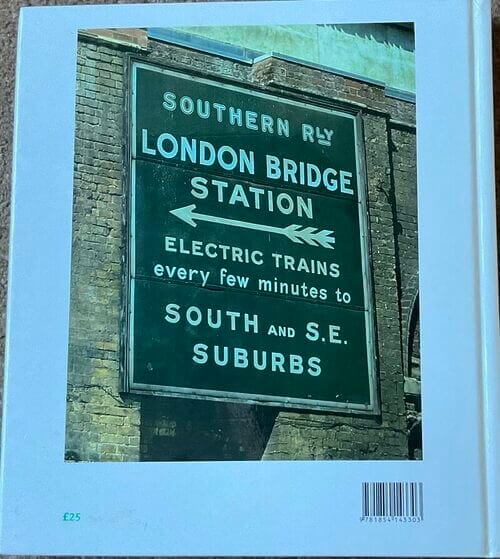 SOUTHERN RLY
LONDON BRIDGE
STATION
ELECTRIC TRAINS
every few minutes to
SOUTH AND S.E.
SUBURBS
£25
9781854143303